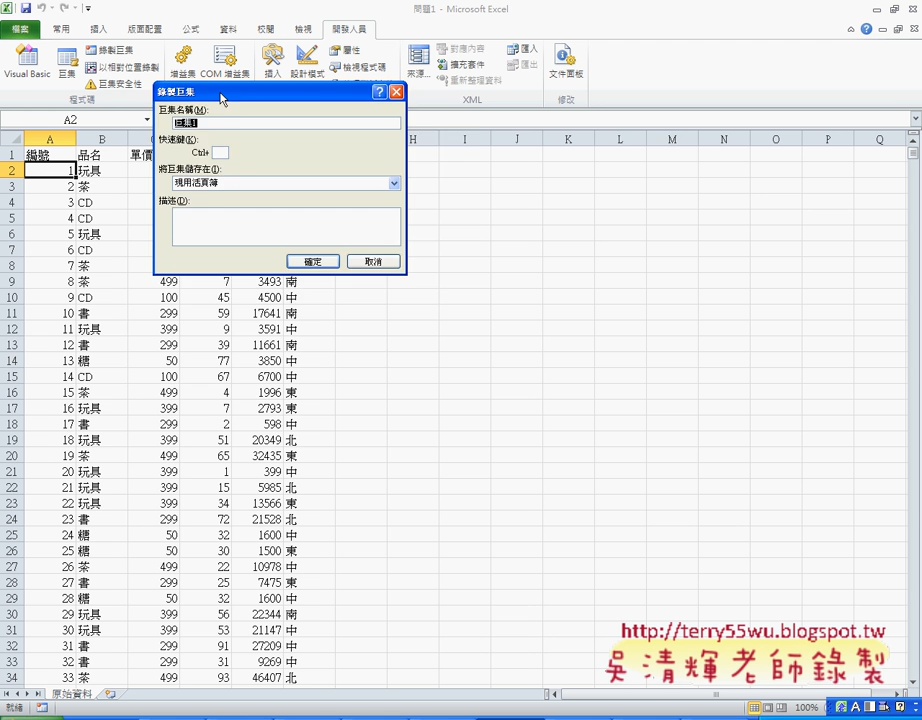 問題1 - Microsoft Excel
檔案 常用 插入 版面配置 公式 資料 校閱 檢視 開發人員
Visual Basic 巨集 錄製巨集 以相對位置錄製 巨集安全性 增益集 COM 增益集 插入 設計模式 屬性 檢視程式碼 來源... 對應內容 擴充套件 重新整理資料 匯入 匯出 文件面板
程式碼 XML 修改
A2
錄製巨集
巨集名稱(M):
巨集1
快速鍵(K):
Ctrl+
將巨集儲存在(I):
現用活頁簿
描述(D):
確定 取消
A B H I J K L M N O P Q
1 編號 品名 單價
2 1 玩具
3 2 茶
4 3 CD
5 4 CD
6 5 玩具
7 6 CD
8 7 茶
9 8 茶 499 7 3493 南
10 9 CD 100 45 4500 中
11 10 書 299 59 17641 南
12 11 玩具 399 9 3591 中
13 12 書 299 39 11661 南
14 13 糖 50 77 3850 中
15 14 CD 100 67 6700 中
16 15 茶 499 4 1996 東
17 16 玩具 399 7 2793 東
18 17 書 299 2 598 中
19 18 玩具 399 51 20349 北
20 19 茶 499 65 32435 東
21 20 玩具 399 1 399 中
22 21 玩具 399 15 5985 北
23 22 玩具 399 34 13566 東
24 23 書 299 72 21528 北
25 24 糖 50 32 1600 中
26 25 糖 50 30 1500 東
27 26 茶 499 22 10978 中
28 27 書 299 25 7475 東
29 28 糖 50 32 1600 中
30 29 玩具 399 56 22344 南
31 30 玩具 399 53 21147 中
32 31 書 299 91 27209 中
33 32 書 299 31 9269 中
34 33 茶 499 93 46407 北
http://terry55wu.blogspot.tw
吳清輝老師錄製
原始資料
就緒 100%